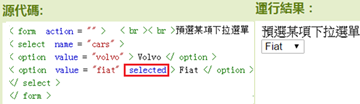 源代码:
< form  action = "" >  < br >< br >預選某項下拉選單
< select  name = "cars" >
< option  value = "volvo" > Volvo </ option >
< option  value = "fiat"  selected > Fiat </ option >
</ select >
</ form >
運行結果：
預選某項下拉選單
Fiat